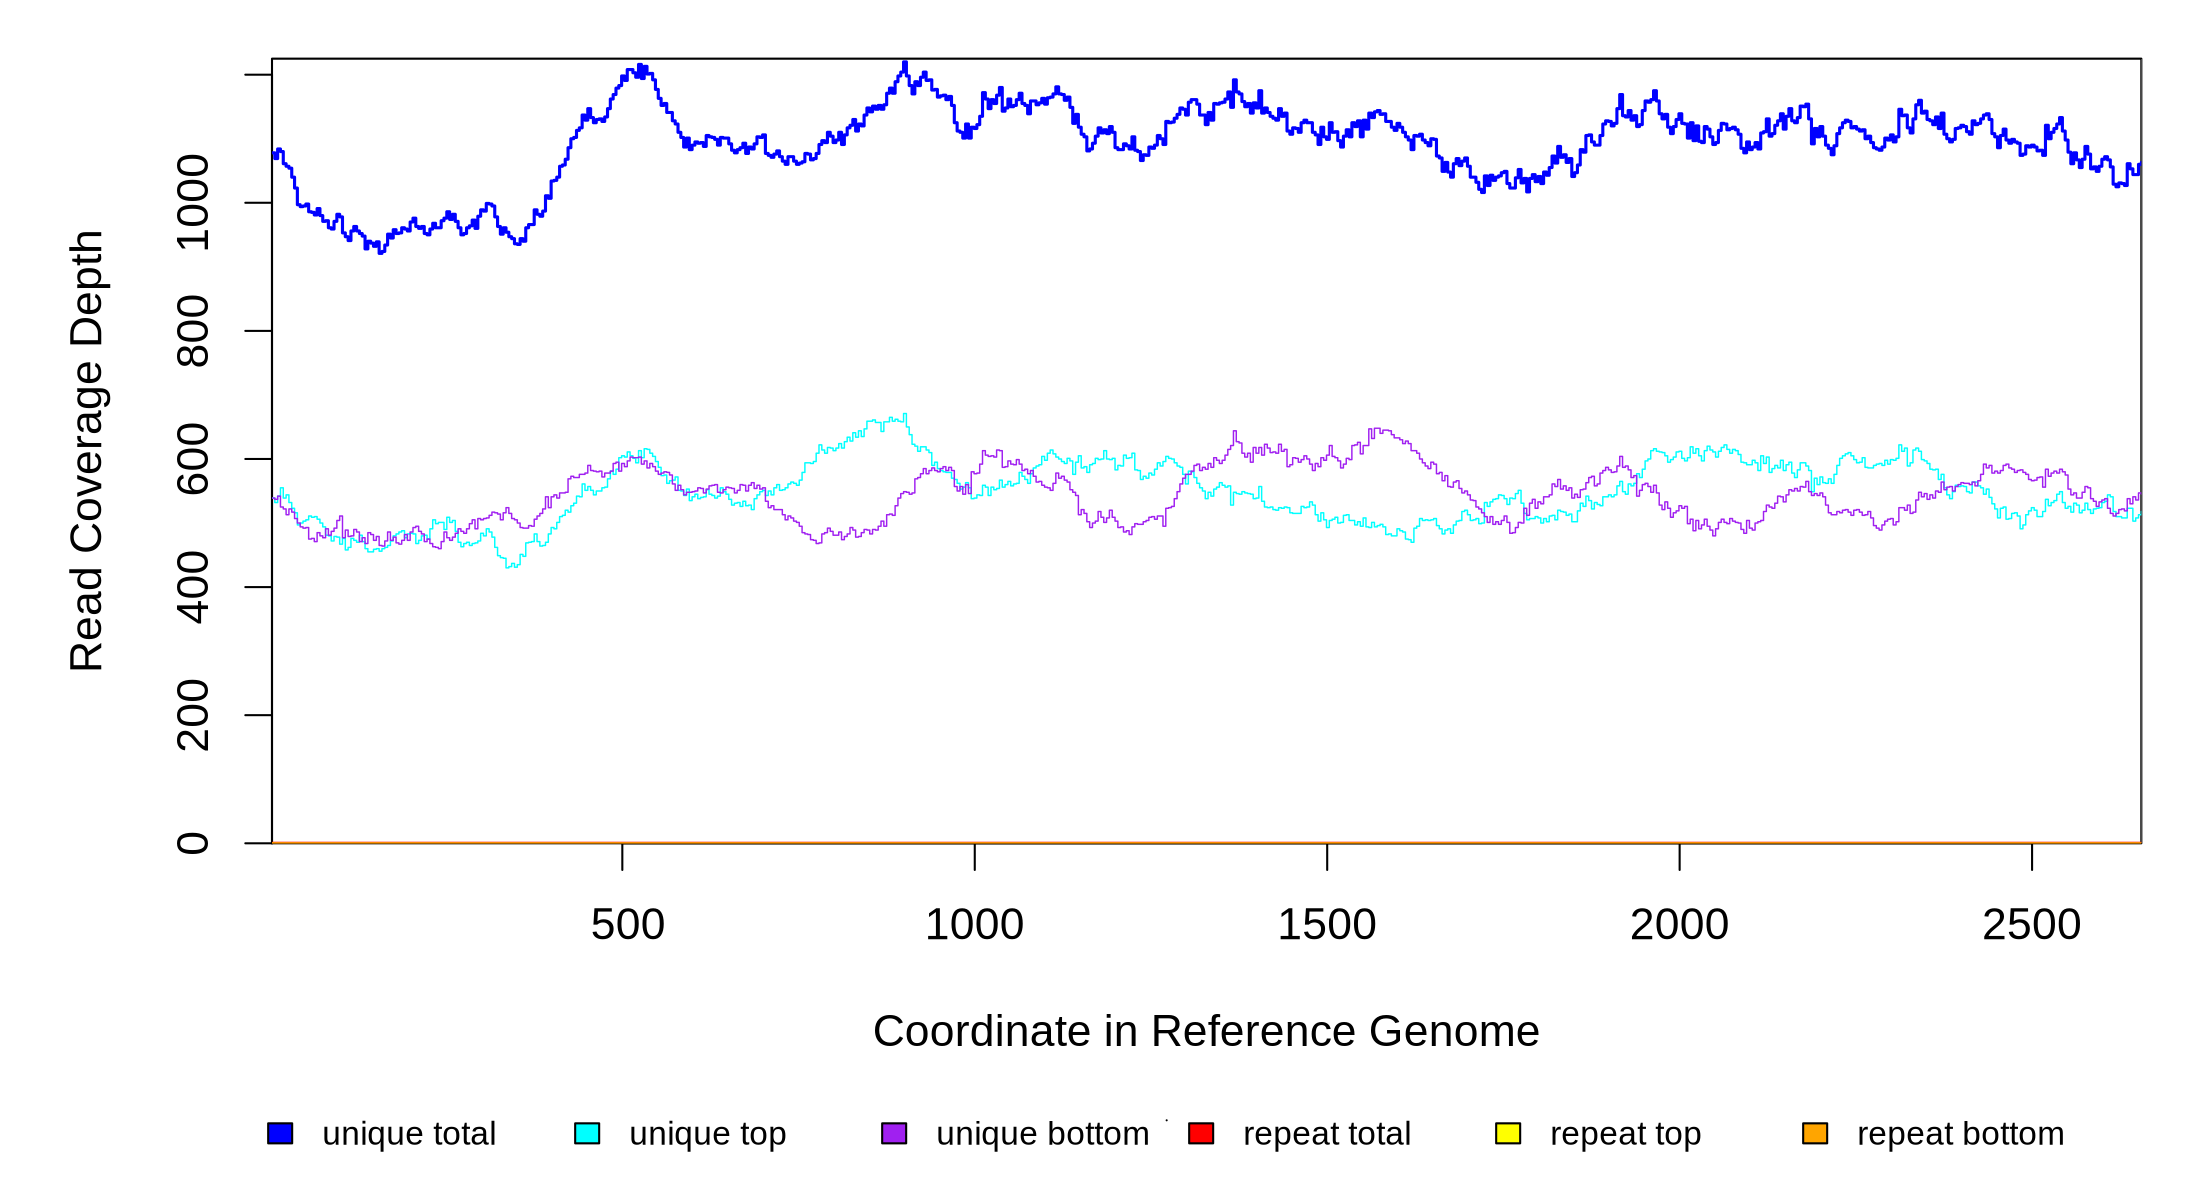 Read Coverage Depth
1000
800
600
400
200
0
500 1000 1500 2000 2500
Coordinate in Reference Genome
unique total unique top unique bottom repeat total repeat top repeat bottom